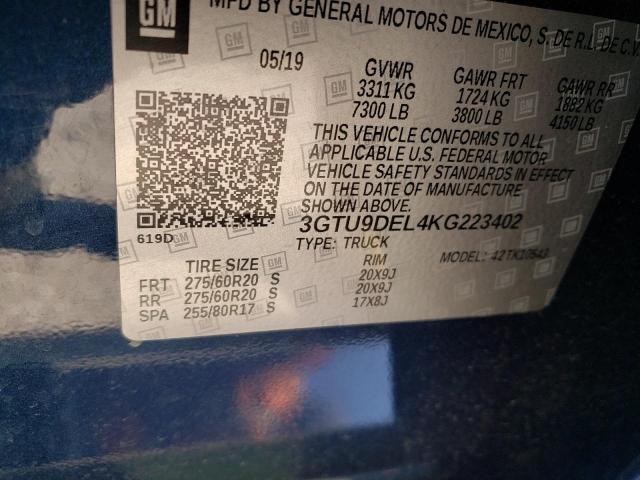 GM
MFD BY GENERAL MOTORS DE MEXICO, S. DE R.L. DE C.V.
05/19
GVWR GAWR FRT GAWR RR
3311 KG 1724 KG 1882 KG
7300 LB 3800 LB 4150 LB
THIS VEHICLE CONFORMS TO ALL
APPLICABLE U.S. FEDERAL MOTOR
VEHICLE SAFETY STANDARDS IN EFFECT
ON THE DATE OF MANUFACTURE
SHOWN ABOVE.
619D
3GTU9DEL4KG223402
TYPE: TRUCK MODEL: 42TK10543
TIRE SIZE RIM
FRT 275/60R20 S 20X9J
RR 275/60R20 S 20X9J
SPA 255/80R17 S 17X8J